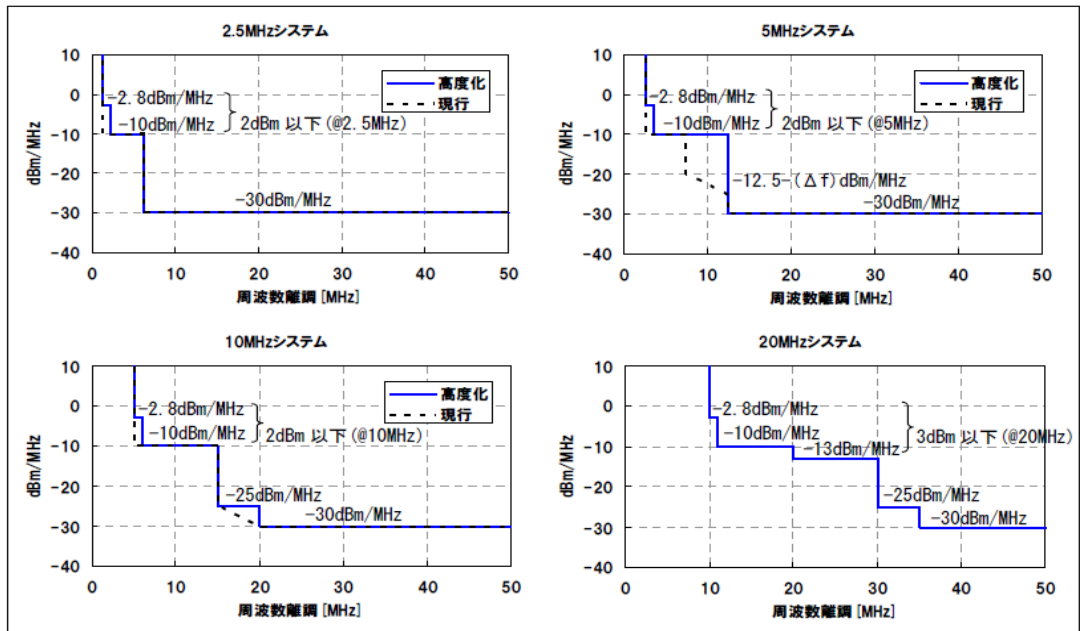 2.5MHzシステム
10
0
-10
-20
-30
-40
dBm/MHz
高度化
現行
-2.8dBm/MHz
-10dBm/MHz
2dBm 以下(@2.5MHz)
-30dBm/MHz
0 10 20 30 40 50
周波数離調[MHz]
5MHzシステム
10
0
-10
-20
-30
-40
dBm/MHz
高度化
現行
-2.8dBm/MHz
-10dBm/MHz
2dBm 以下(@5MHz)
-12.5-(Δf)dBm/MHz
-30dBm/MHz
0 10 20 30 40 50
周波数離調[MHz]
10MHzシステム
10
0
-10
-20
-30
-40
dBm/MHz
高度化
現行
-2.8dBm/MHz
-10dBm/MHz
2dBm 以下(@10MHz)
-25dBm/MHz
-30dBm/MHz
0 10 20 30 40 50
周波数離調[MHz]
20MHzシステム
10
0
-10
-20
-30
-40
dBm/MHz
-2.8dBm/MHz
-10dBm/MHz
-13dBm/MHz
3dBm 以下(@20MHz)
-25dBm/MHz
-30dBm/MHz
0 10 20 30 40 50
周波数離調[MHz]